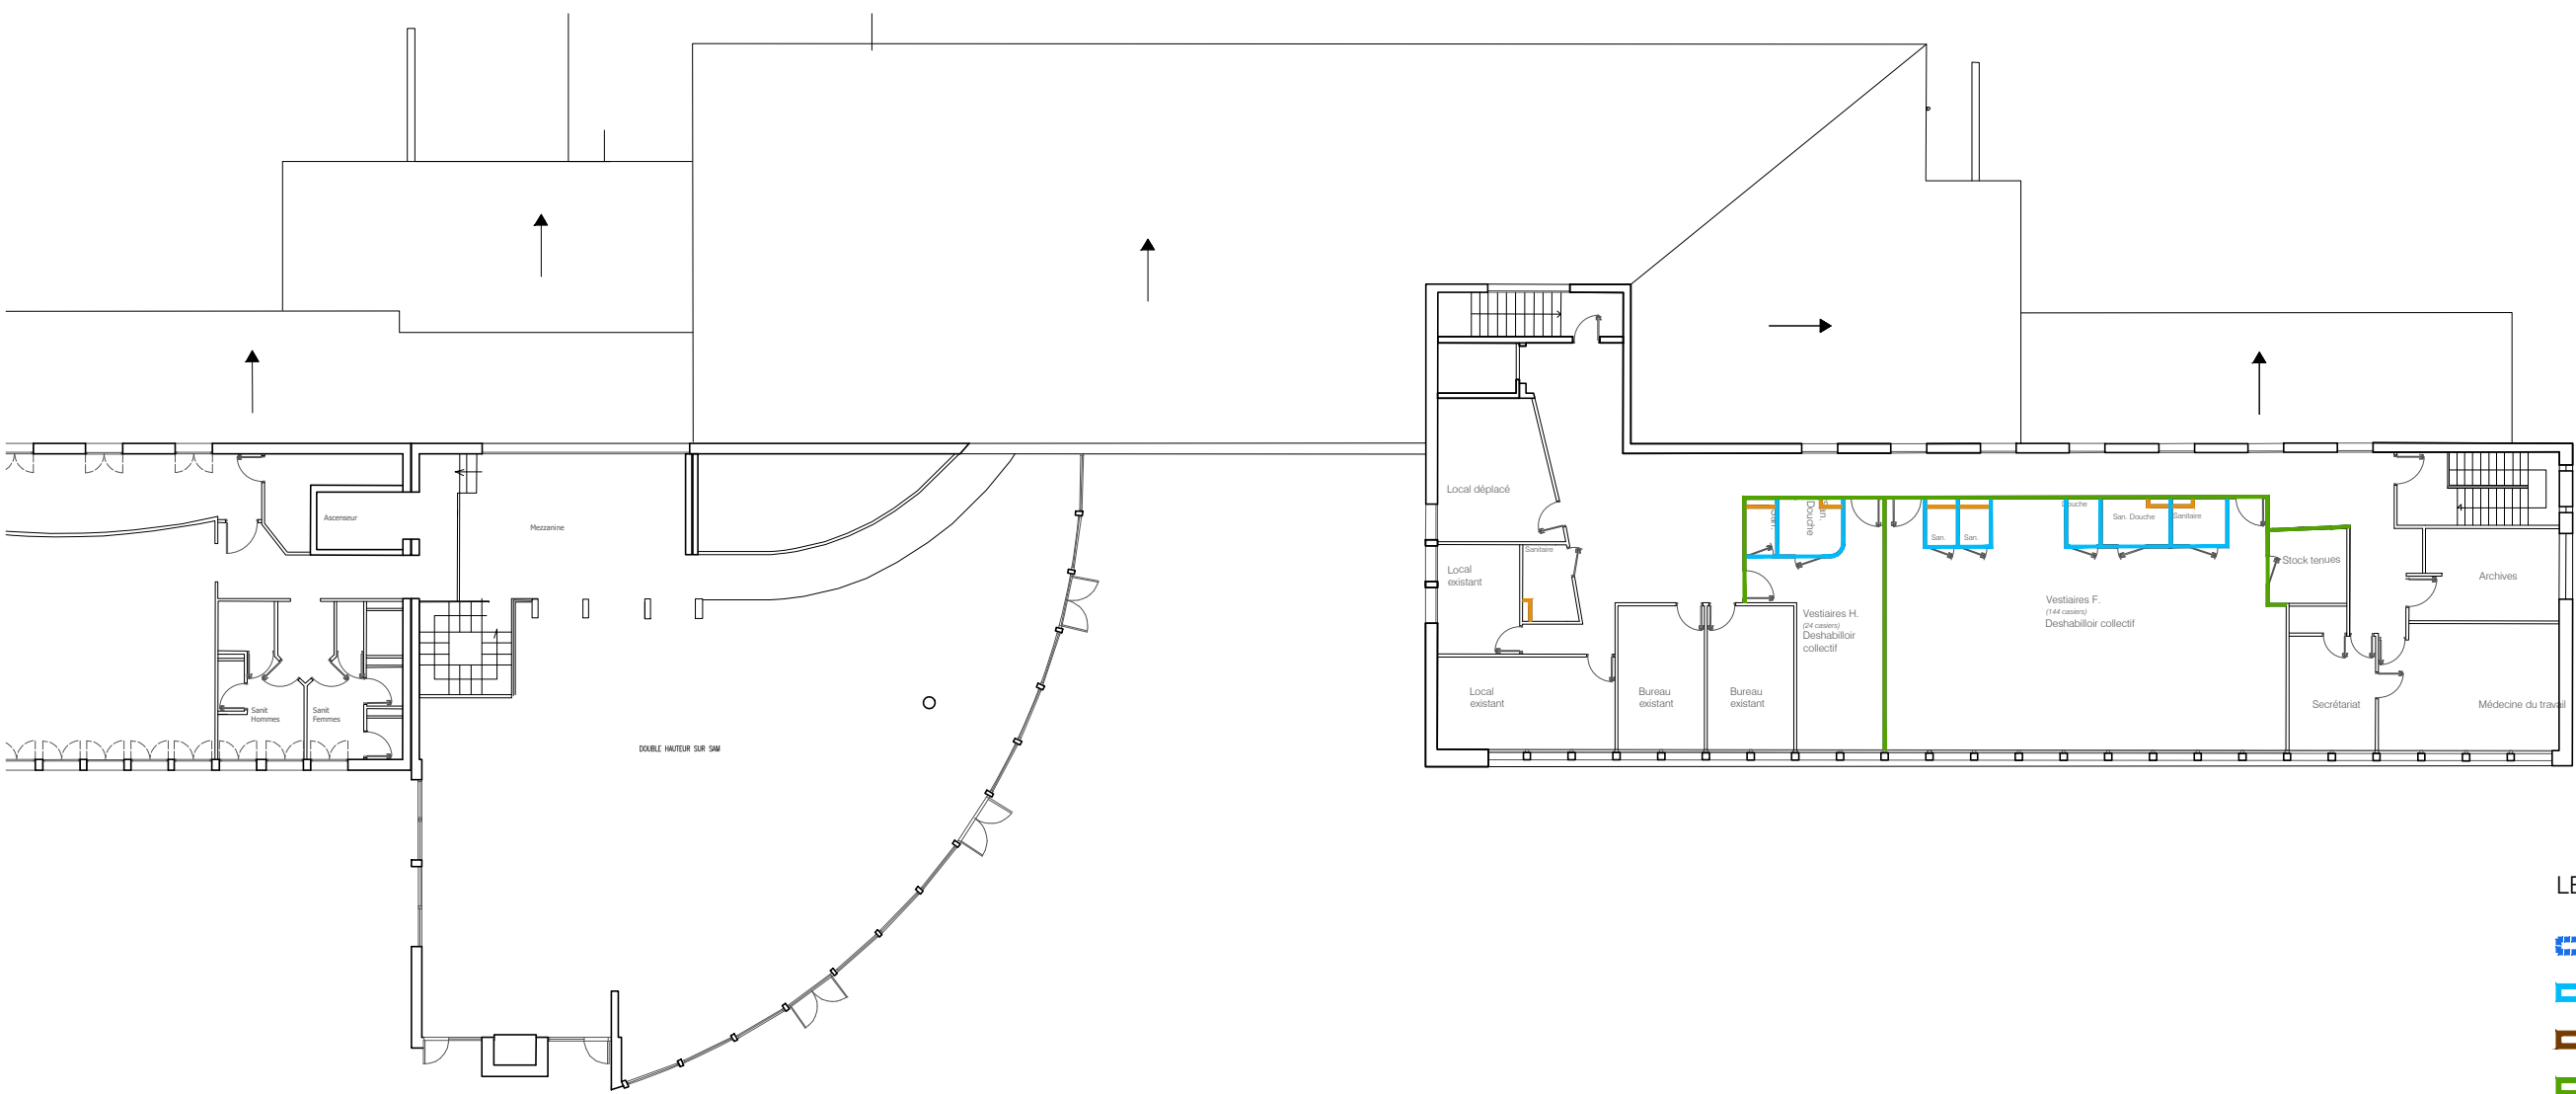 Ascenseur
Mezzanine
Sanit
Hommes
Sanit
Femmes
DOUBLE HAUTEUR SUR SAM
Local déplacé
Local
existant
Sanitaire
Local
existant
Bureau
existant
Bureau
existant
San.
Douche
San.
Vestiaires H.
(24 casiers)
Deshabilloir
collectif
San.
San.
Douche
San. Douche
Sanitaire
Vestiaires F.
(144 casiers)
Deshabilloir collectif
Stock tenues
Archives
Secrétariat
Médecine du travail
LE